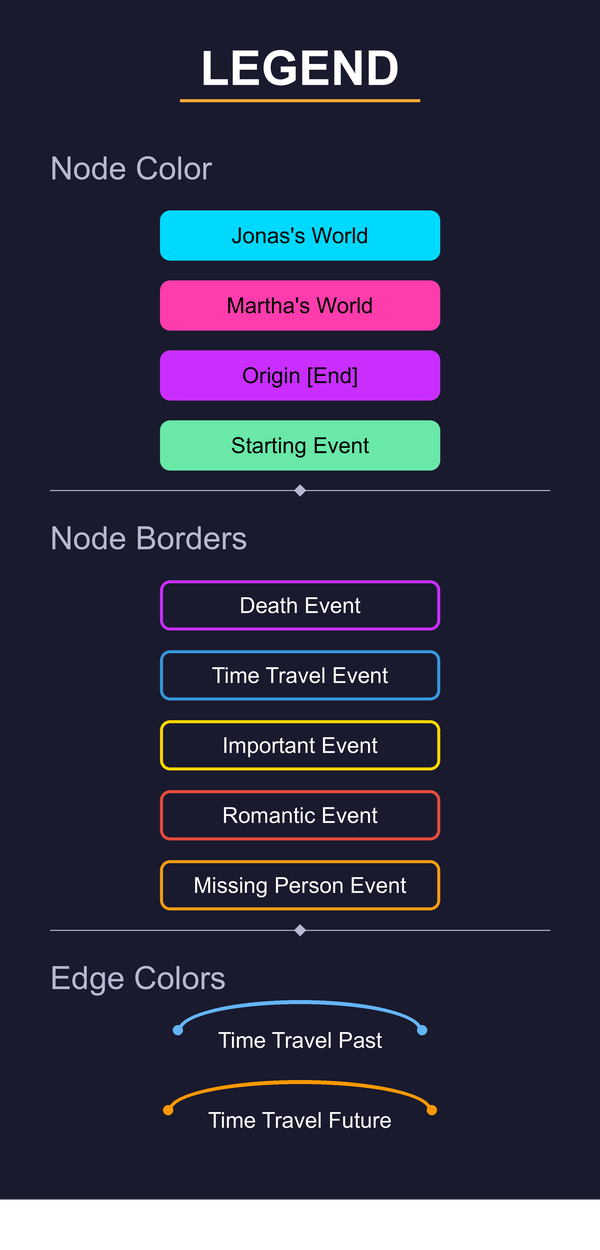 LEGEND
Node Color
Jonas's World
Martha's World
Origin [End]
Starting Event
Node Borders
Death Event
Time Travel Event
Important Event
Romantic Event
Missing Person Event
Edge Colors
Time Travel Past
Time Travel Future